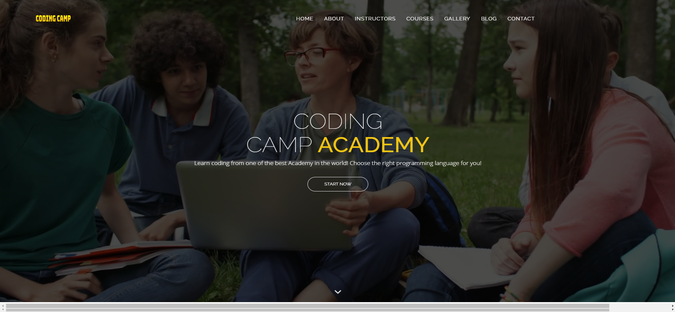 CODING CAMP
HOME ABOUT INSTRUCTORS COURSES GALLERY BLOG CONTACT
CODING
CAMP ACADEMY
Learn coding from one of the best Academy in the world! Choose the right programming language for you!
START NOW